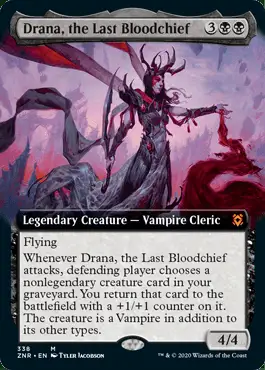 Drana, the Last Bloodchief 3
Legendary Creature — Vampire Cleric
Flying
Whenever Drana, the Last Bloodchief
attacks, defending player chooses a
nonlegendary creature card in your
graveyard. You return that card to the
battlefield with a +1/+1 counter on it.
The creature is a Vampire in addition to
its other types.
4/4
338 M
ZNR • EN Tyler Jacobson
™ & © 2020 Wizards of the Coast